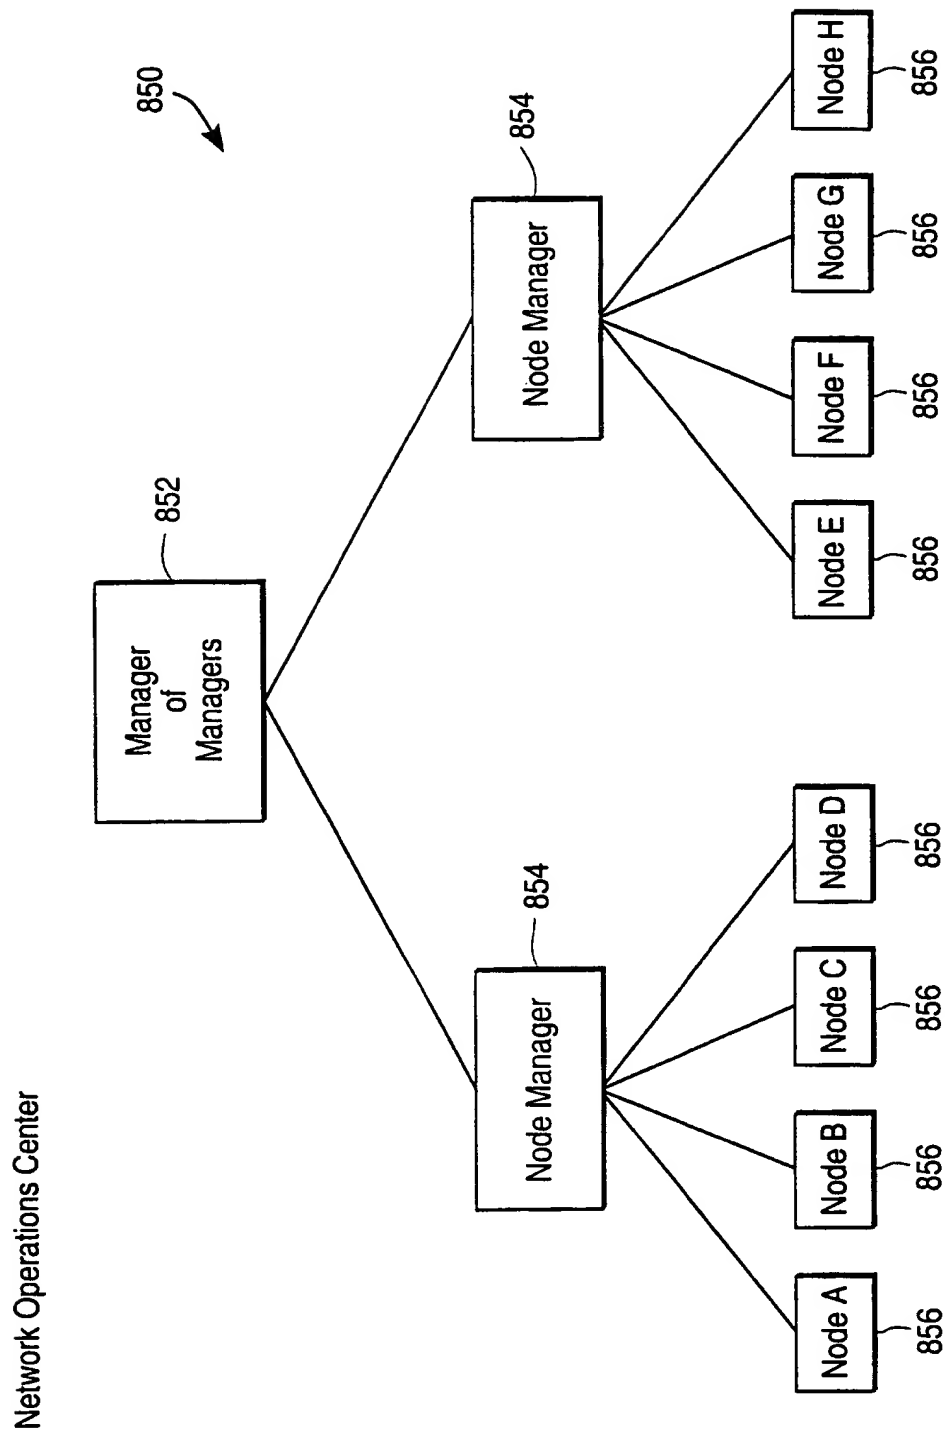 Network Operations Center
850
Manager
of
Managers
852
Node Manager
854
Node Manager
854
Node A
Node B
Node C
Node D
Node E
Node F
Node G
Node H
856
856
856
856
856
856
856
856